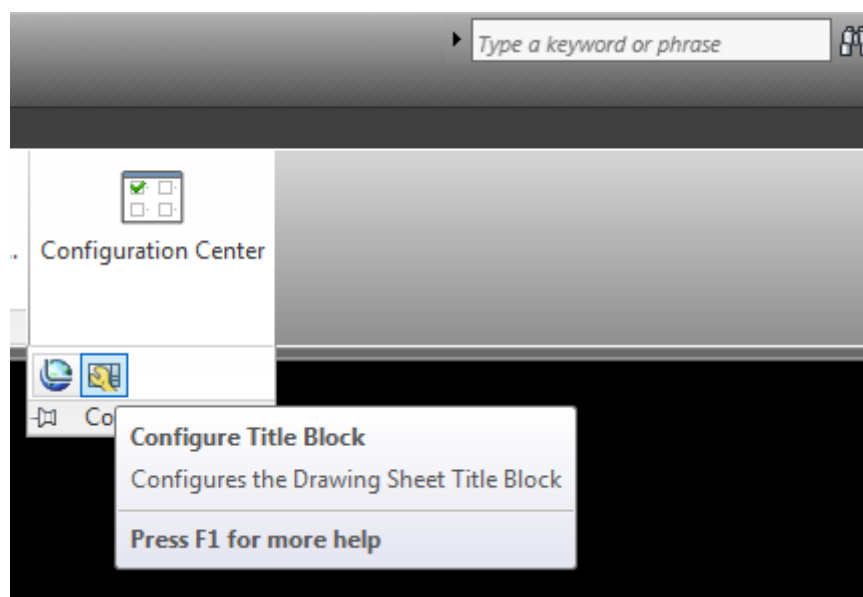 Type a keyword or phrase
Configuration Center
Co
Configure Title Block
Configures the Drawing Sheet Title Block
Press F1 for more help